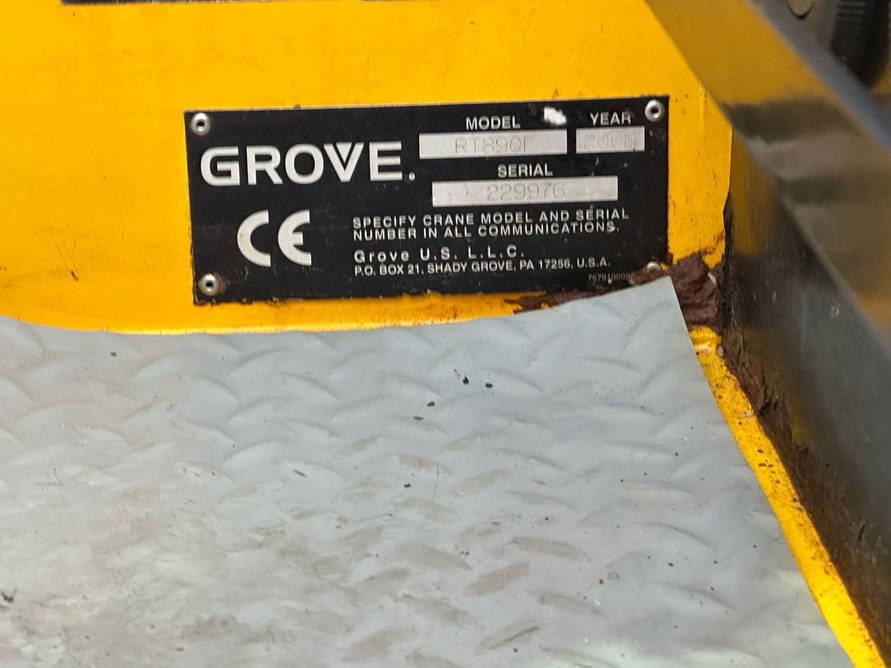 GROVE.
MODEL YEAR
RT890E
SERIAL
229976
CE
SPECIFY CRANE MODEL AND SERIAL
NUMBER IN ALL COMMUNICATIONS.
Grove U.S. L.L.C.
P.O. BOX 21, SHADY GROVE, PA 17256, U.S.A.